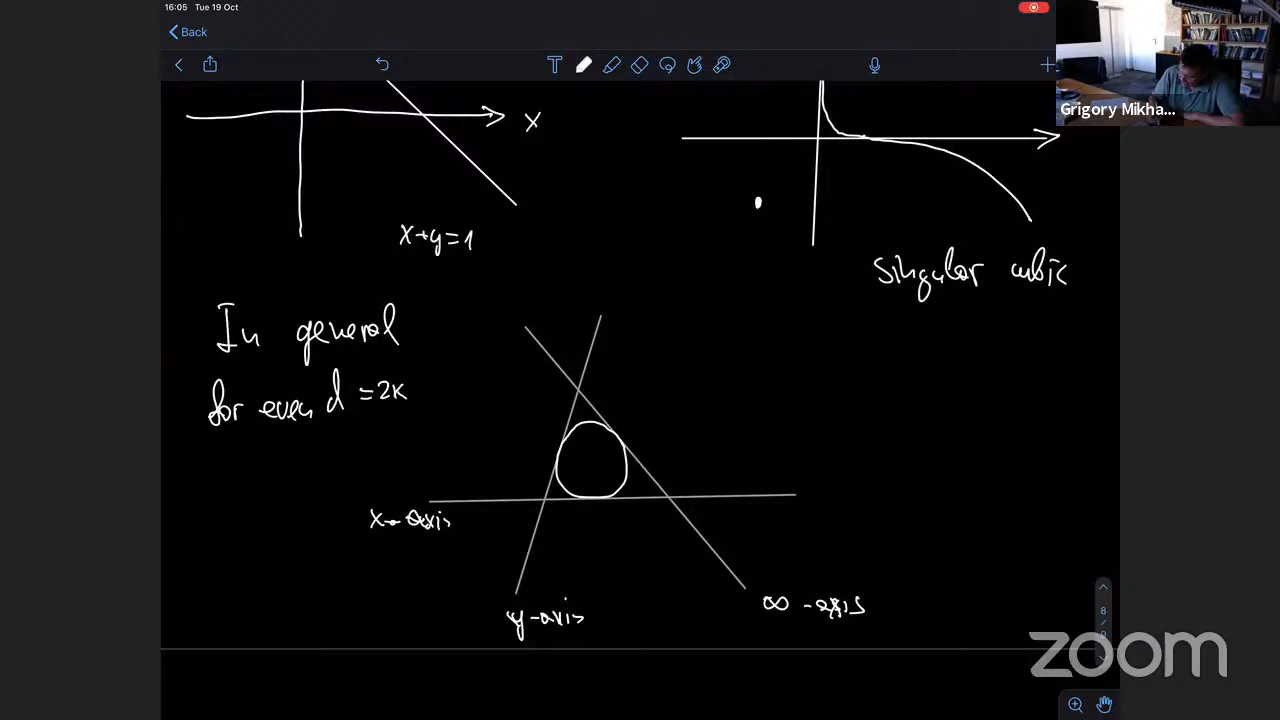 16:05 Tue 19 Oct
Back
Grigory Mikha...
x
x+y=1
singular cubic
In general
for even d=2k
x-axis
y-axis
∞-axis
8
zoom